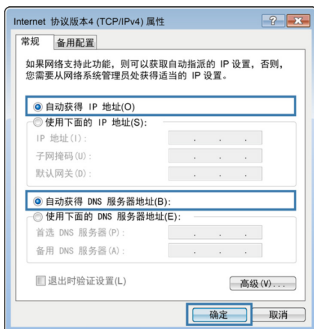 Internet 协议版本4 (TCP/IPv4) 属性
常规
备用配置
如果网络支持此功能，则可以获取自动指派的 IP 设置，否则，
您需要从网络系统管理员处获得适当的 IP 设置。
自动获得 IP 地址(O)
使用下面的 IP 地址(S):
IP 地址(I):
子网掩码(U):
默认网关(D):
自动获得 DNS 服务器地址(B):
使用下面的 DNS 服务器地址(E):
首选 DNS 服务器(P):
备用 DNS 服务器(A):
退出时验证设置(L)
高级(V)...
确定
取消